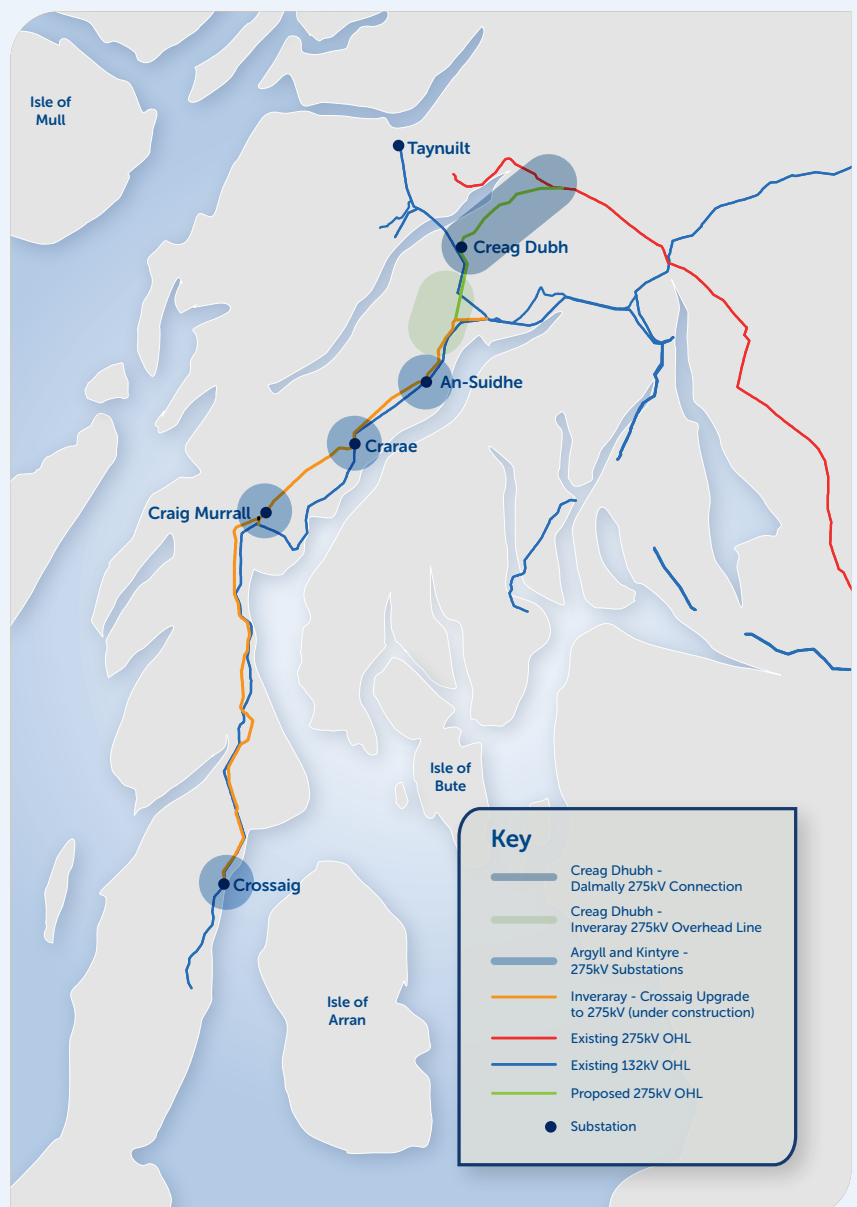 Isle of
Mull
Taynuilt
Creag Dubh
An-Suidhe
Crarae
Craig Murrall
Isle of
Bute
Crossaig
Isle of
Arran
Key
Creag Dhubh -
Dalmally 275kV Connection
Creag Dhubh -
Inveraray 275kV Overhead Line
Argyll and Kintyre -
275kV Substations
Inveraray - Crossaig Upgrade
to 275kV (under construction)
Existing 275kV OHL
Existing 132kV OHL
Proposed 275kV OHL
Substation